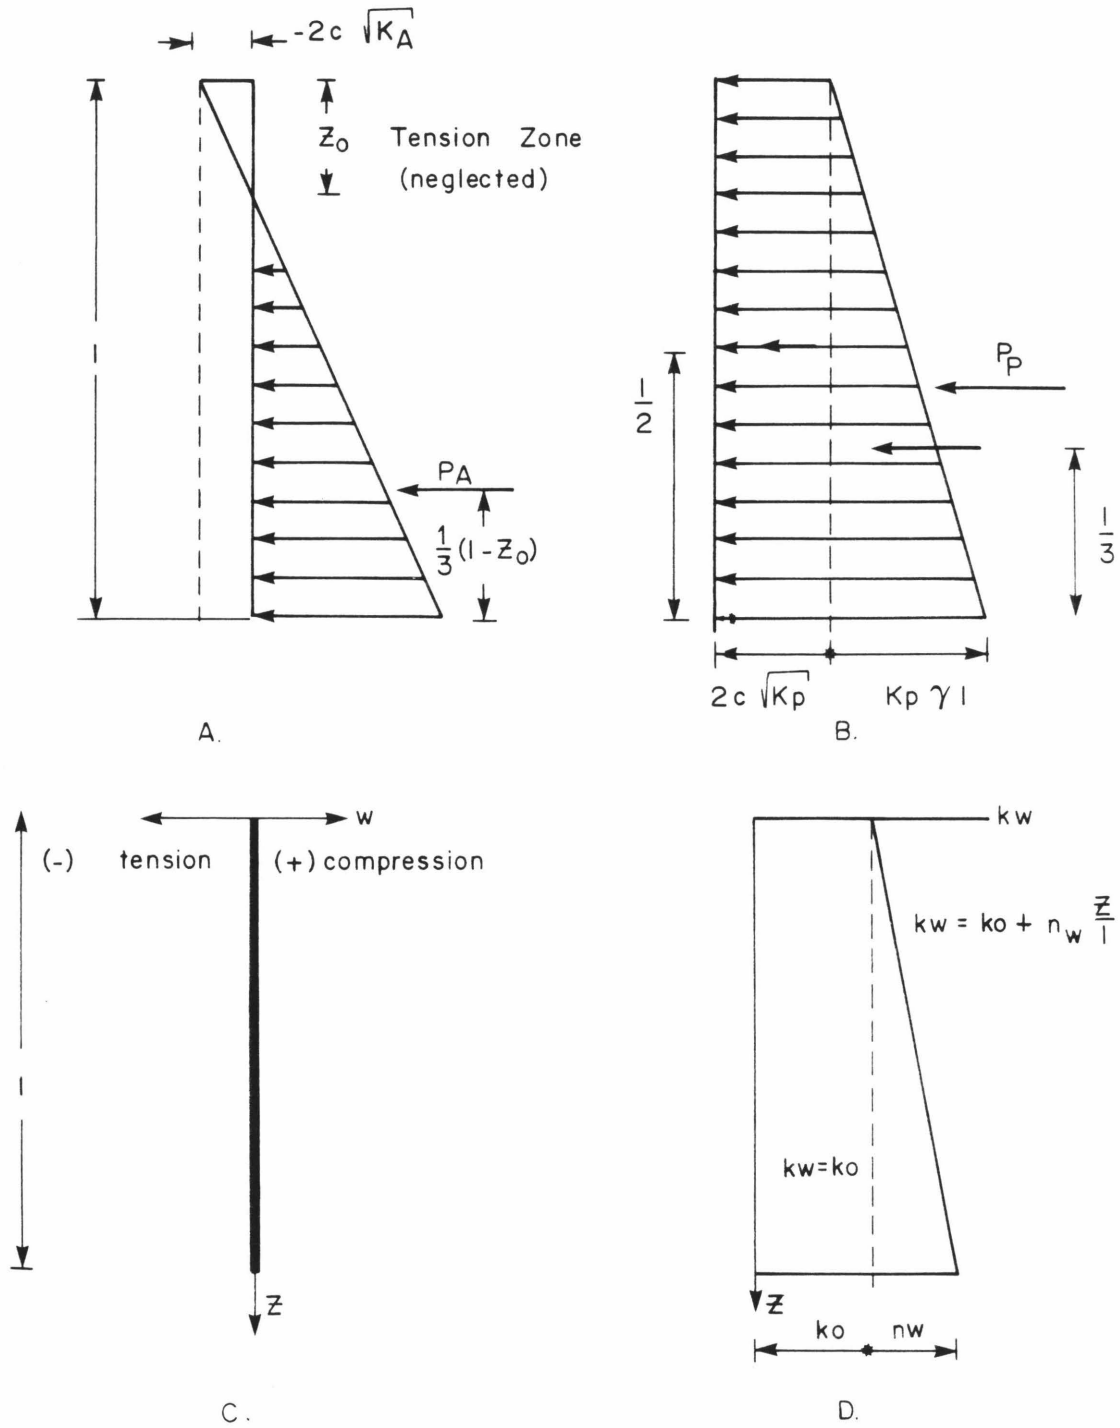 -2c √K_A
Z₀ Tension Zone
(neglected)
l
P_A
1/3 (l-Z₀)
A.
P_P
l/2
l/3
2c √Kp
Kp γ l
B.
w
(-) tension (+) compression
l
Z
C.
kw
kw = ko + n_w Z/l
kw=ko
Z
ko nw
D.